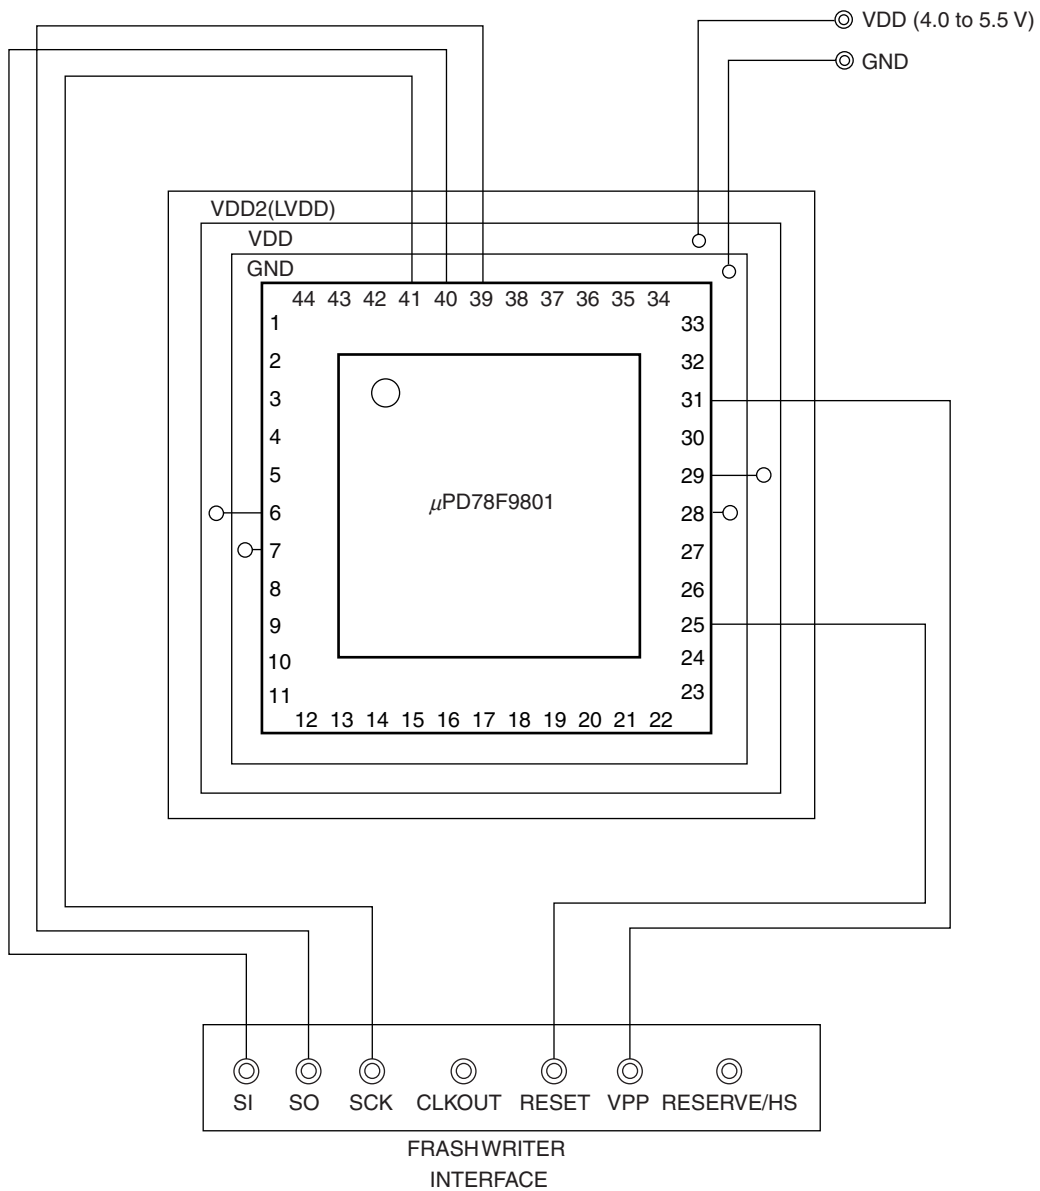 VDD (4.0 to 5.5 V)
GND
VDD2(LVDD)
VDD
GND
44 43 42 41 40 39 38 37 36 35 34
1
2
3
4
5
6
7
8
9
10
11
33
32
31
30
29
28
27
26
25
24
23
µPD78F9801
12 13 14 15 16 17 18 19 20 21 22
SI SO SCK CLKOUT RESET VPP RESERVE/HS
FRASH WRITER
INTERFACE